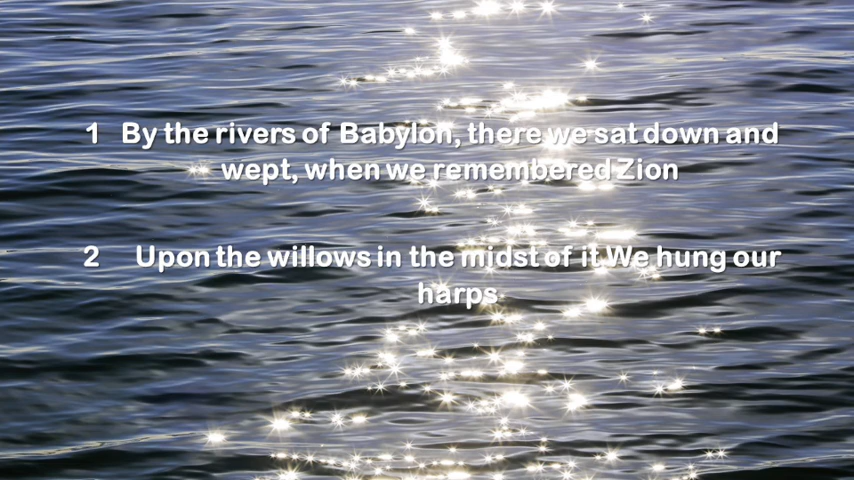 1 By the rivers of Babylon, there we sat down and
wept, when we remembered Zion
2 Upon the willows in the midst of it We hung our
harps